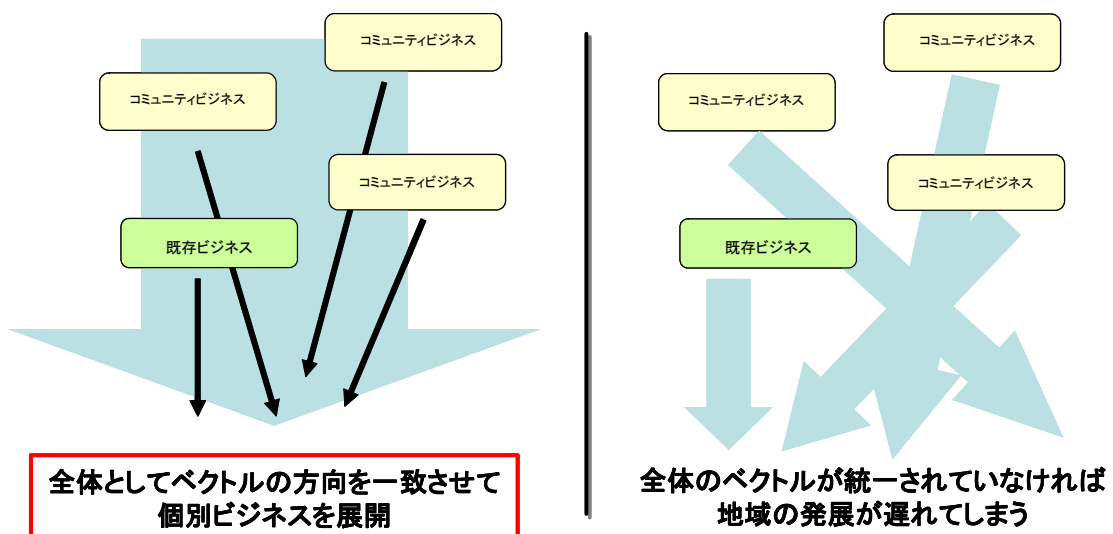 コミュニティビジネス
コミュニティビジネス
コミュニティビジネス
既存ビジネス
全体としてベクトルの方向を一致させて
個別ビジネスを展開
コミュニティビジネス
コミュニティビジネス
コミュニティビジネス
既存ビジネス
全体のベクトルが統一されていなければ
地域の発展が遅れてしまう